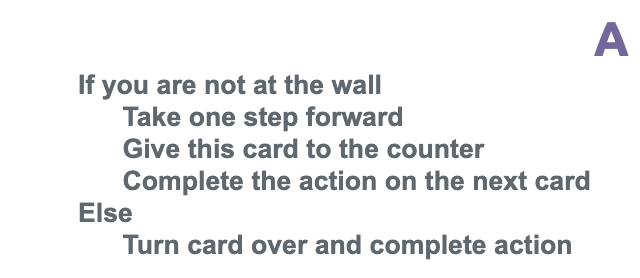 A
If you are not at the wall
Take one step forward
Give this card to the counter
Complete the action on the next card
Else
Turn card over and complete action